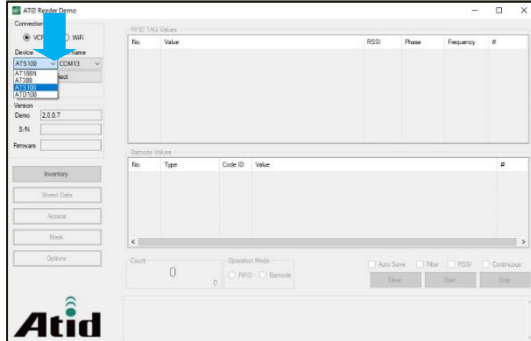 ATID Reader Demo
Connection
VCP WiFi
Device Name
ATS100 COM13
AT188N
AT388
ATS100
ATD100
Version
Demo 2.0.0.7
S/N
Firmware
Inventory
Stored Data
Access
Mask
Options
Atid
RFID TAG Values
No. Value RSSI Phase Frequency #
Barcode Values
No. Type Code ID Value #
Count
0
0
Operation Mode
RFID Barcode
Auto Save Filter RSSI Continuous
Clear Start Stop